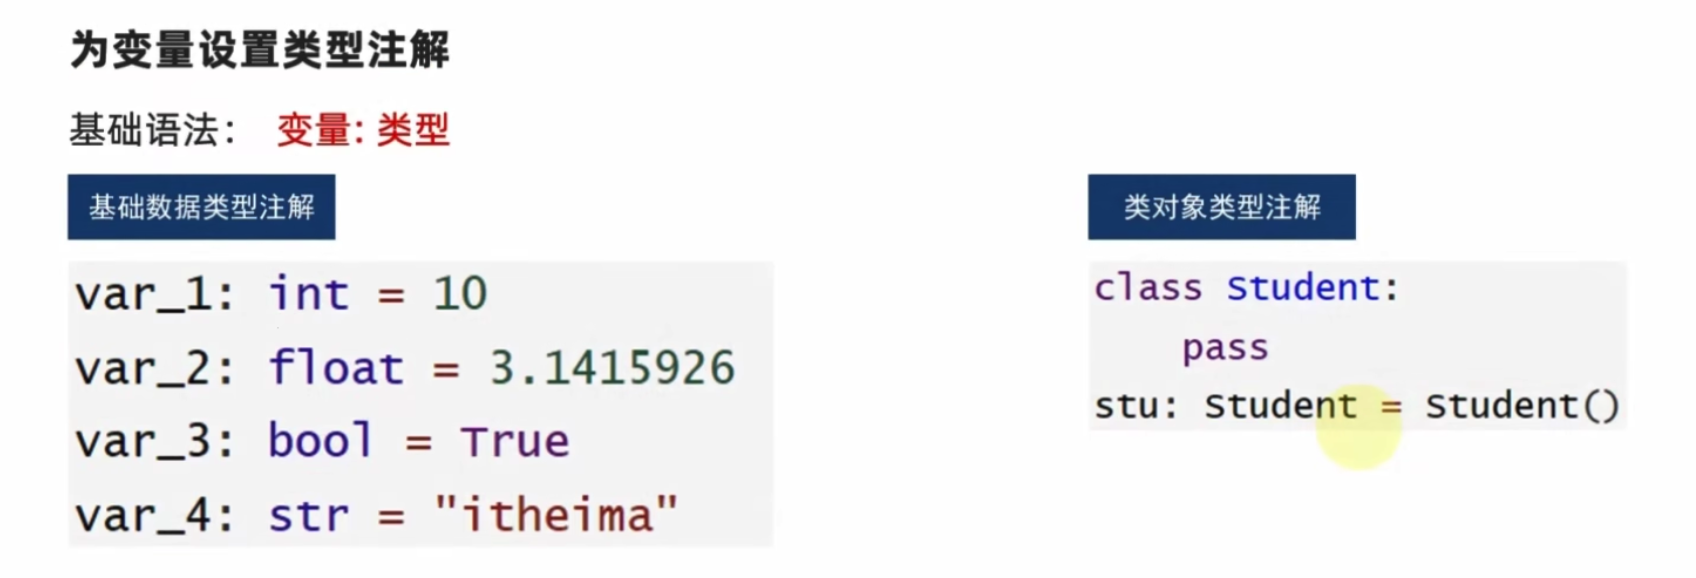 为变量设置类型注解
基础语法： 变量: 类型
基础数据类型注解
var_1: int = 10
var_2: float = 3.1415926
var_3: bool = True
var_4: str = "itheima"
类对象类型注解
class Student:
    pass
stu: Student = Student()